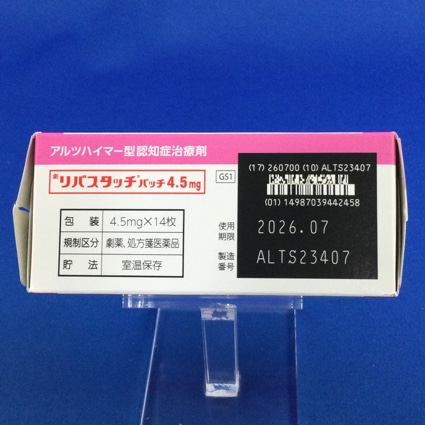 アルツハイマー型認知症治療剤
劇 リバスタッチ®パッチ4.5mg
GS1
(17) 260700 (10) ALTS23407
(01) 14987039442458
包 装 4.5mg×14枚
規制区分 劇薬、処方箋医薬品
貯 法 室温保存
使用
期限 2026.07
製造
番号 ALTS23407